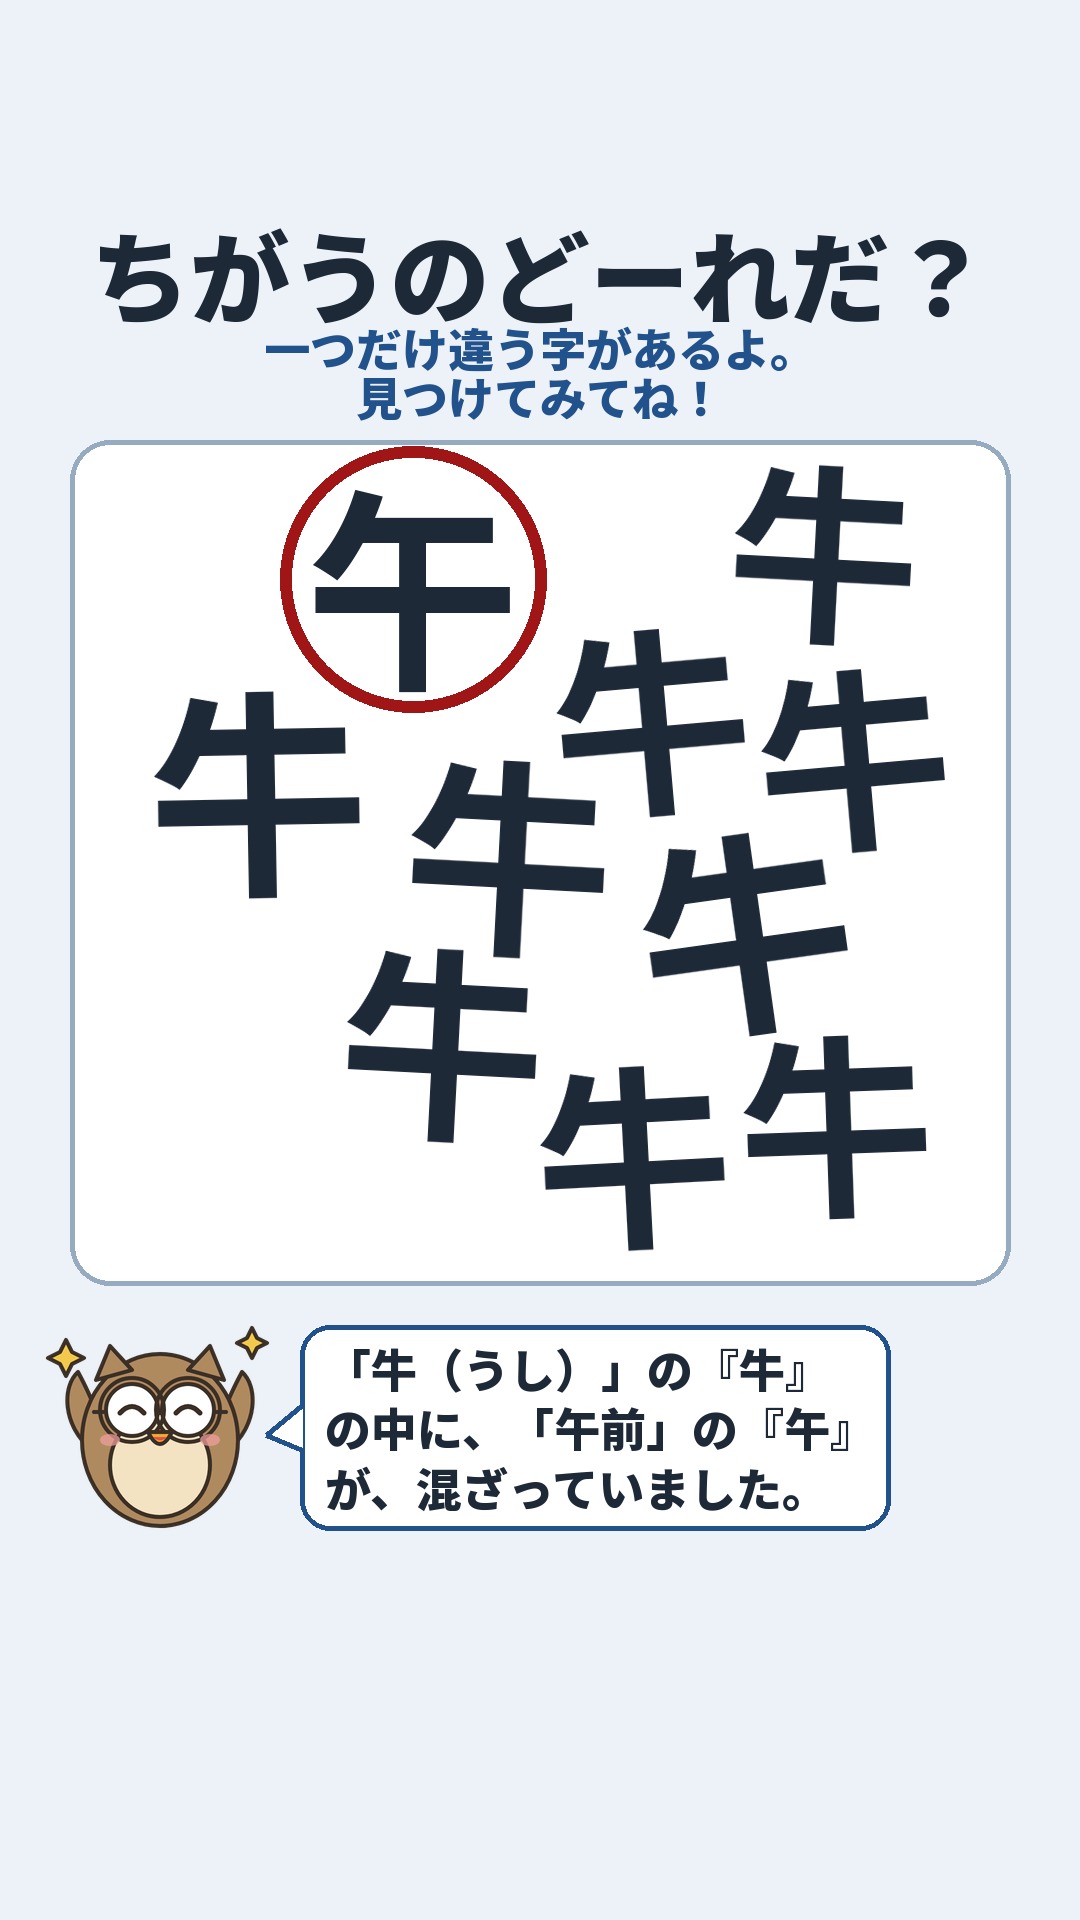 ちがうのどーれだ？
一つだけ違う字があるよ。
見つけてみてね！
午
牛
牛
牛
牛
牛
牛
牛
牛
牛
「牛（うし）」の『牛』
の中に、「午前」の『午』
が、混ざっていました。